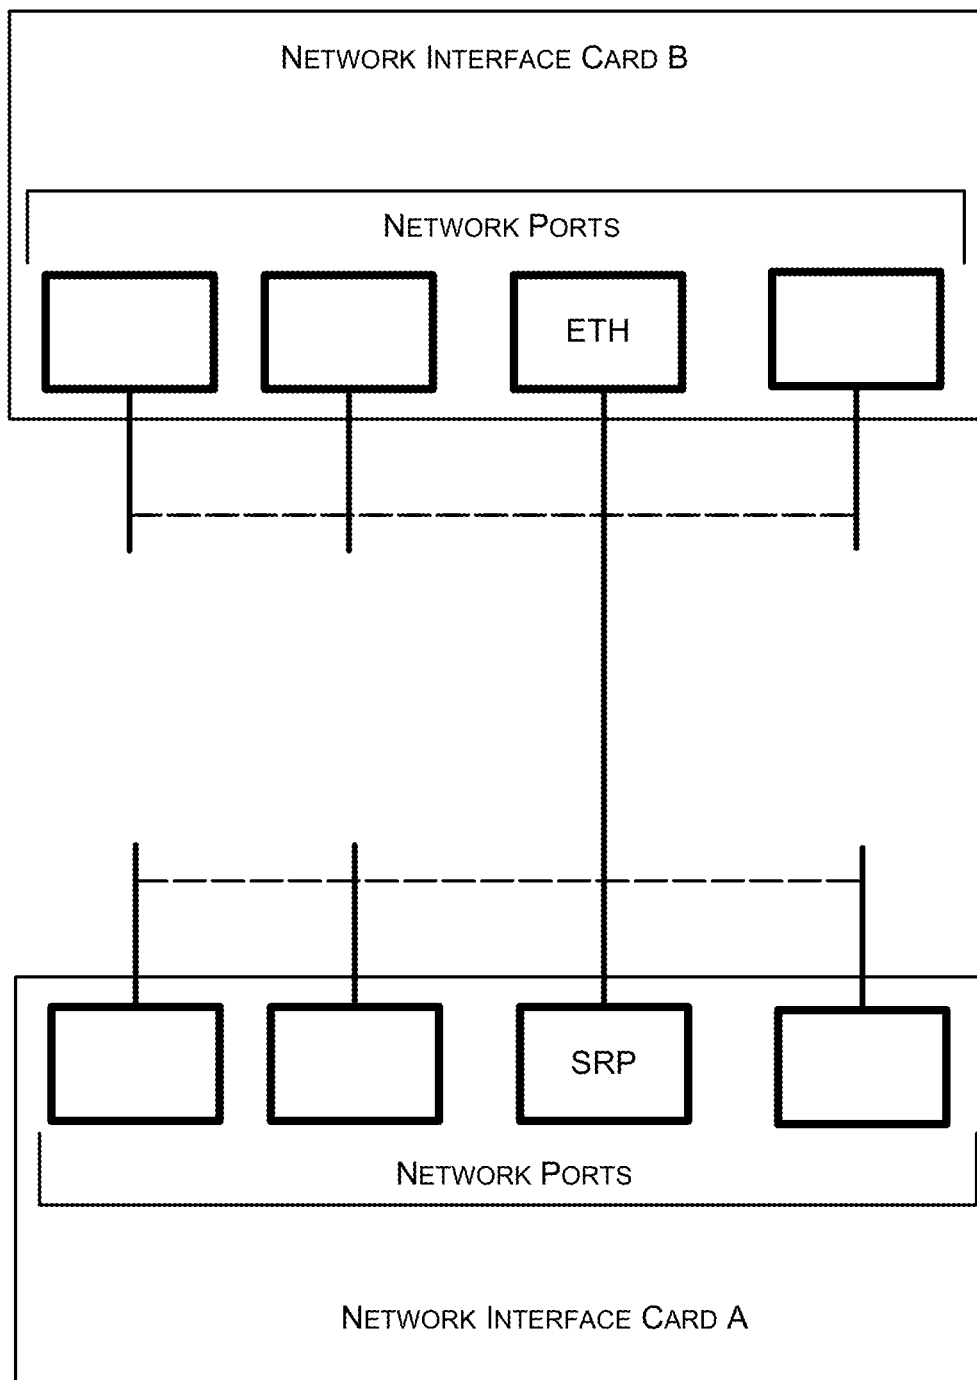 NETWORK INTERFACE CARD B
NETWORK PORTS
ETH
SRP
NETWORK PORTS
NETWORK INTERFACE CARD A